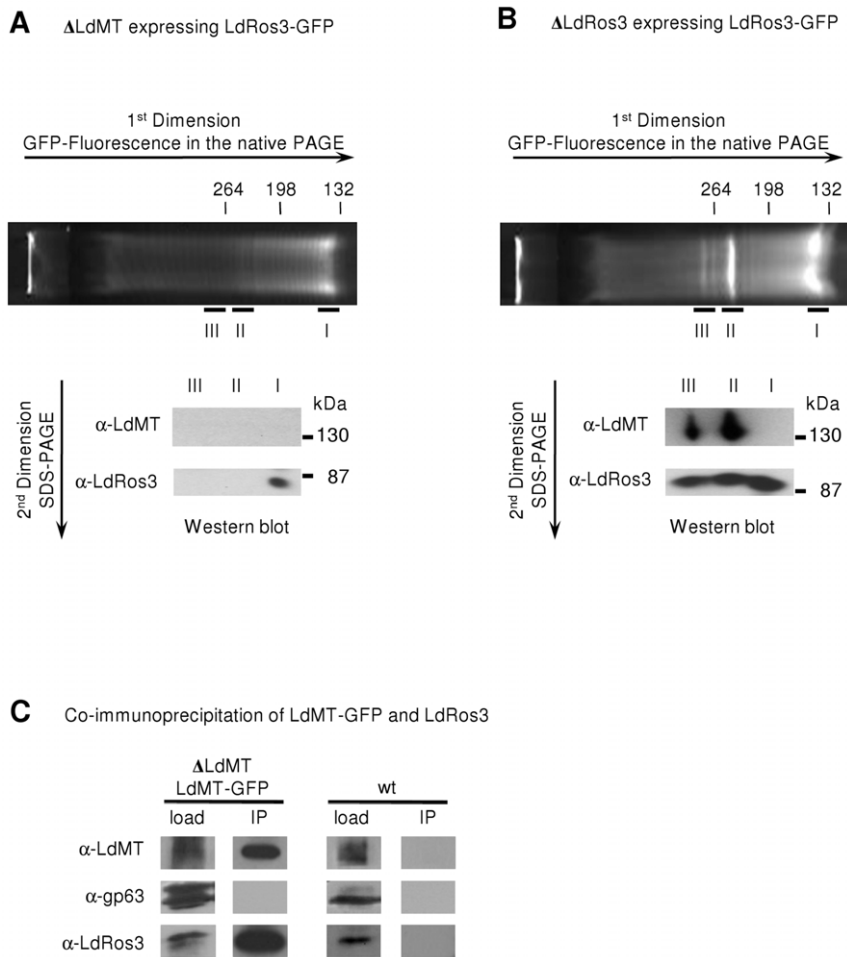 A ΔLdMT expressing LdRos3-GFP
1st Dimension
GFP-Fluorescence in the native PAGE
264 198 132
III II I
III II I
kDa
α-LdMT 130
α-LdRos3 87
2nd Dimension
SDS-PAGE
Western blot
B ΔLdRos3 expressing LdRos3-GFP
1st Dimension
GFP-Fluorescence in the native PAGE
264 198 132
III II I
III II I
kDa
α-LdMT 130
α-LdRos3 87
2nd Dimension
SDS-PAGE
Western blot
C Co-immunoprecipitation of LdMT-GFP and LdRos3
ΔLdMT
LdMT-GFP wt
load IP load IP
α-LdMT
α-gp63
α-LdRos3